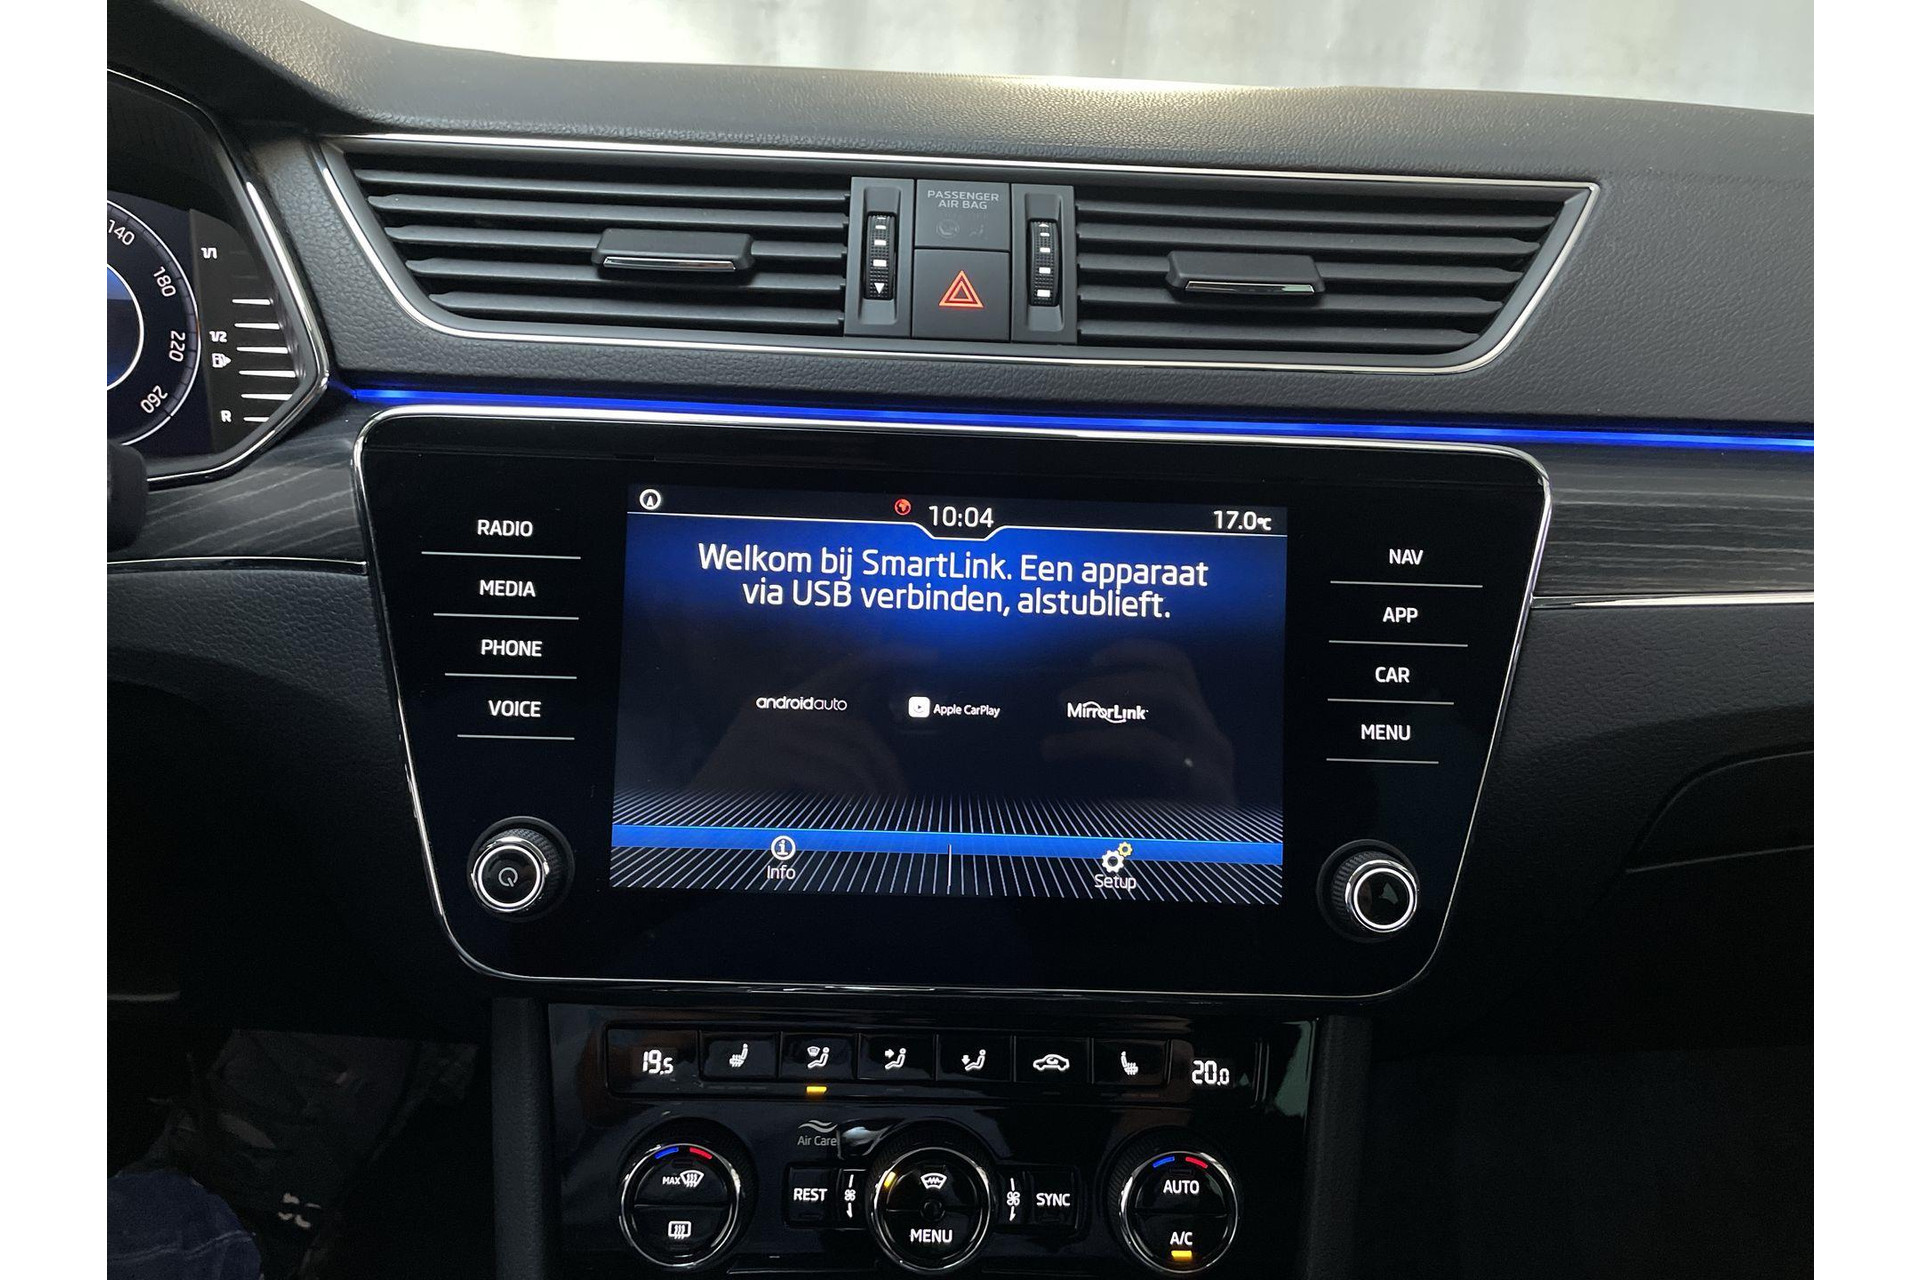 PASSENGER
AIR BAG
140
180
220
260
1/1
1/2
R
10:04
17.0°C
Welkom bij SmartLink. Een apparaat
via USB verbinden, alstublieft.
androidauto
Apple CarPlay
MirrorLink
Info
Setup
RADIO
MEDIA
PHONE
VOICE
NAV
APP
CAR
MENU
19.5
20.0
Air Care
MAX
REST
MENU
SYNC
AUTO
A/C